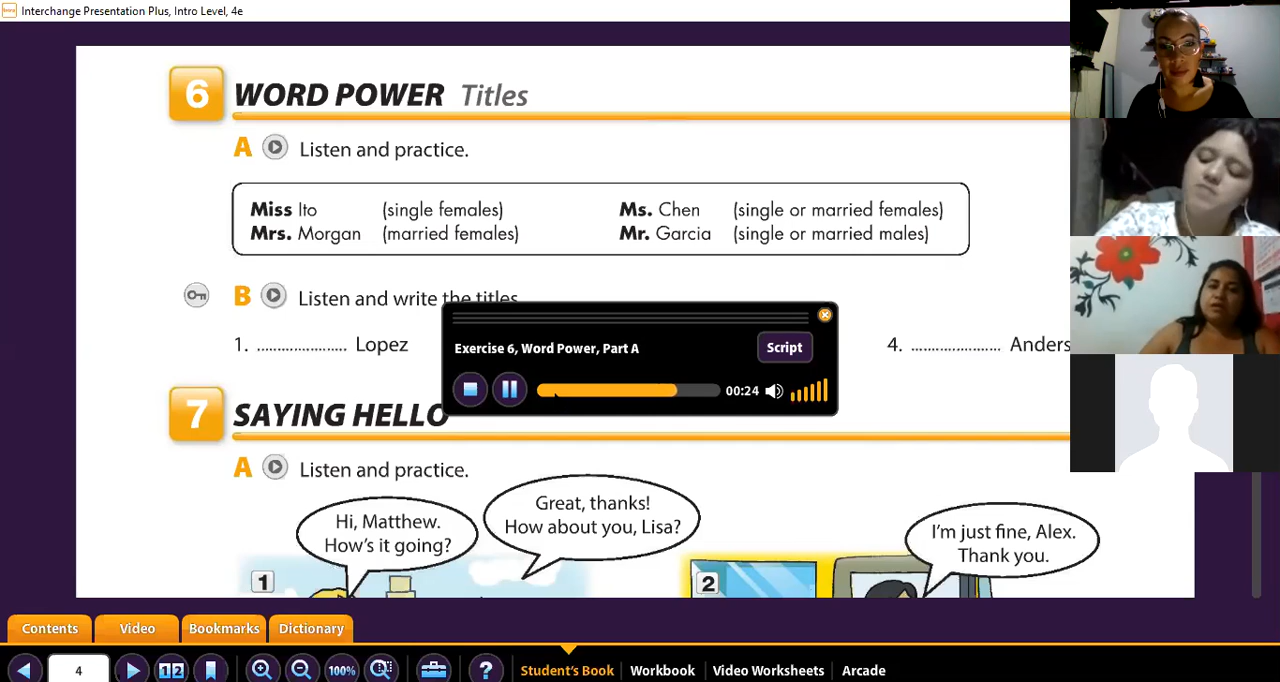 Interchange Presentation Plus, Intro Level, 4e
6 WORD POWER Titles
A Listen and practice.
Miss Ito (single females) Ms. Chen (single or married females)
Mrs. Morgan (married females) Mr. Garcia (single or married males)
B Listen and write the titles
1. ..................... Lopez 4. ..................... Anders
Exercise 6, Word Power, Part A Script
00:24
7 SAYING HELLO
A Listen and practice.
Hi, Matthew.
How's it going?
Great, thanks!
How about you, Lisa?
I'm just fine, Alex.
Thank you.
1 2
Contents Video Bookmarks Dictionary
4 1 2 100% ? Student's Book Workbook Video Worksheets Arcade